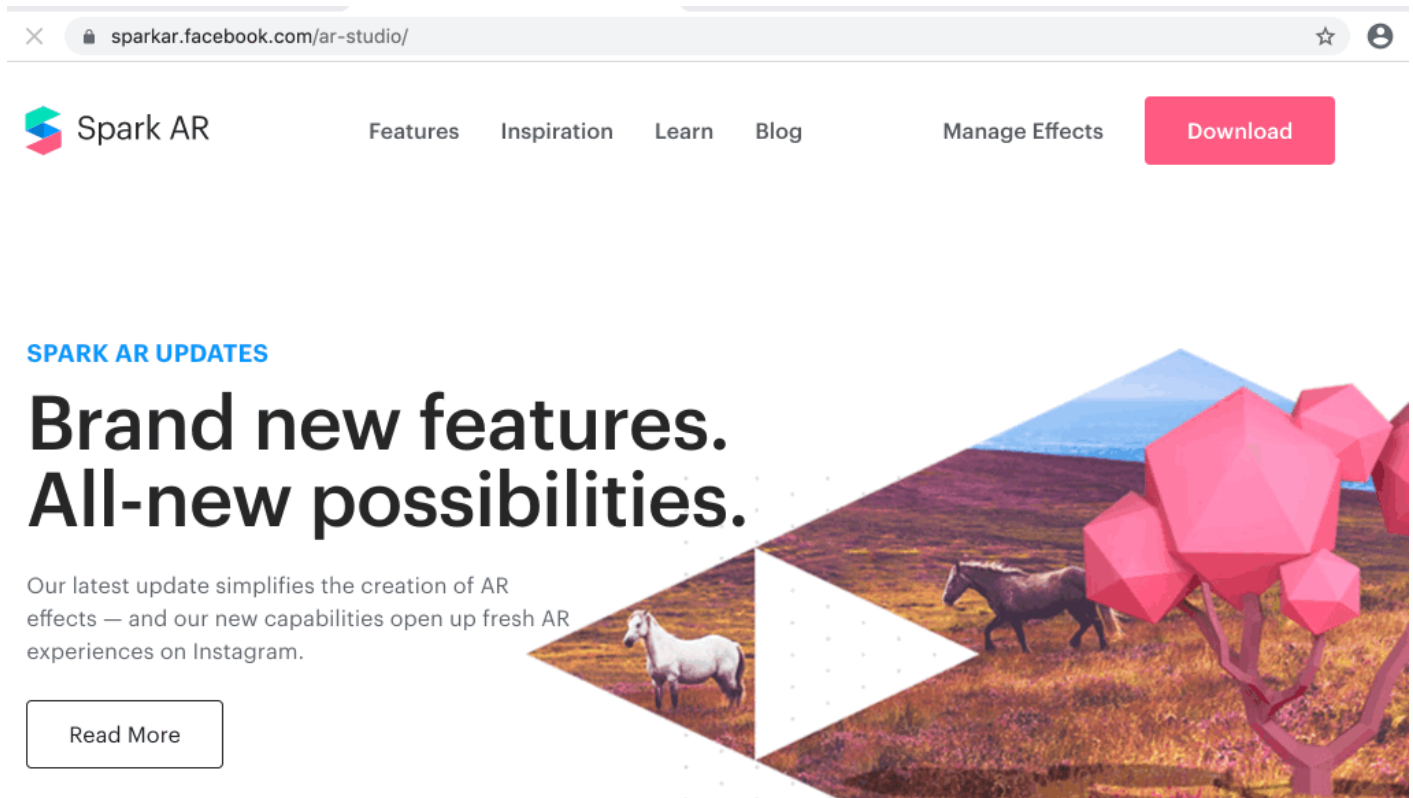 sparkar.facebook.com/ar-studio/
Spark AR
Features Inspiration Learn Blog Manage Effects Download
SPARK AR UPDATES
Brand new features.
All-new possibilities.
Our latest update simplifies the creation of AR
effects — and our new capabilities open up fresh AR
experiences on Instagram.
Read More